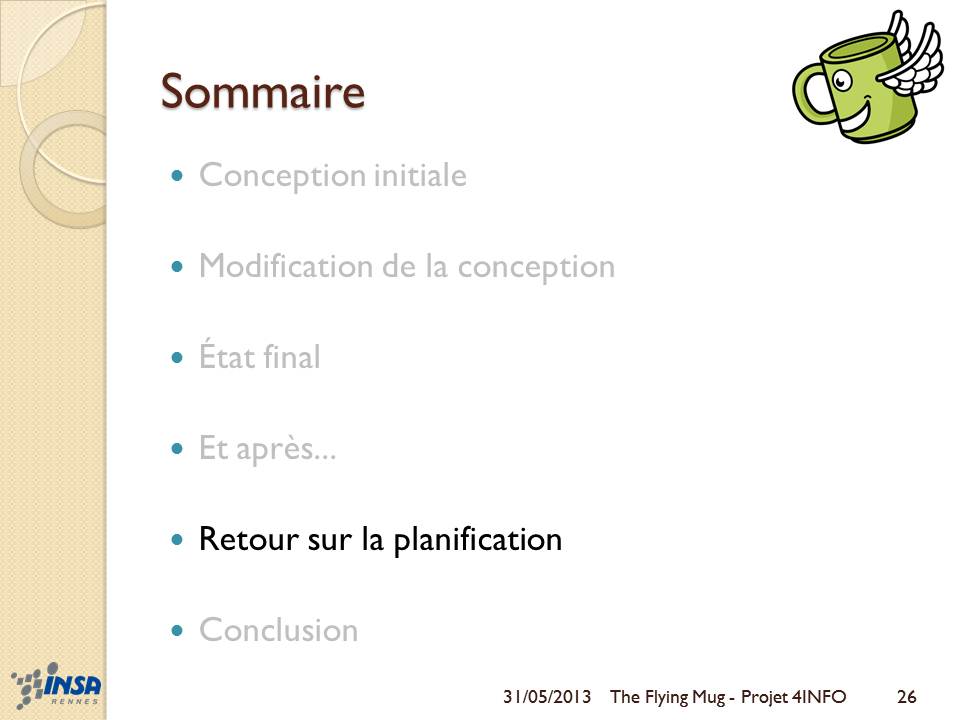 Sommaire
Conception initiale
Modification de la conception
État final
Et après...
Retour sur la planification
Conclusion
INSA
RENNES
31/05/2013 The Flying Mug - Projet 4INFO 26